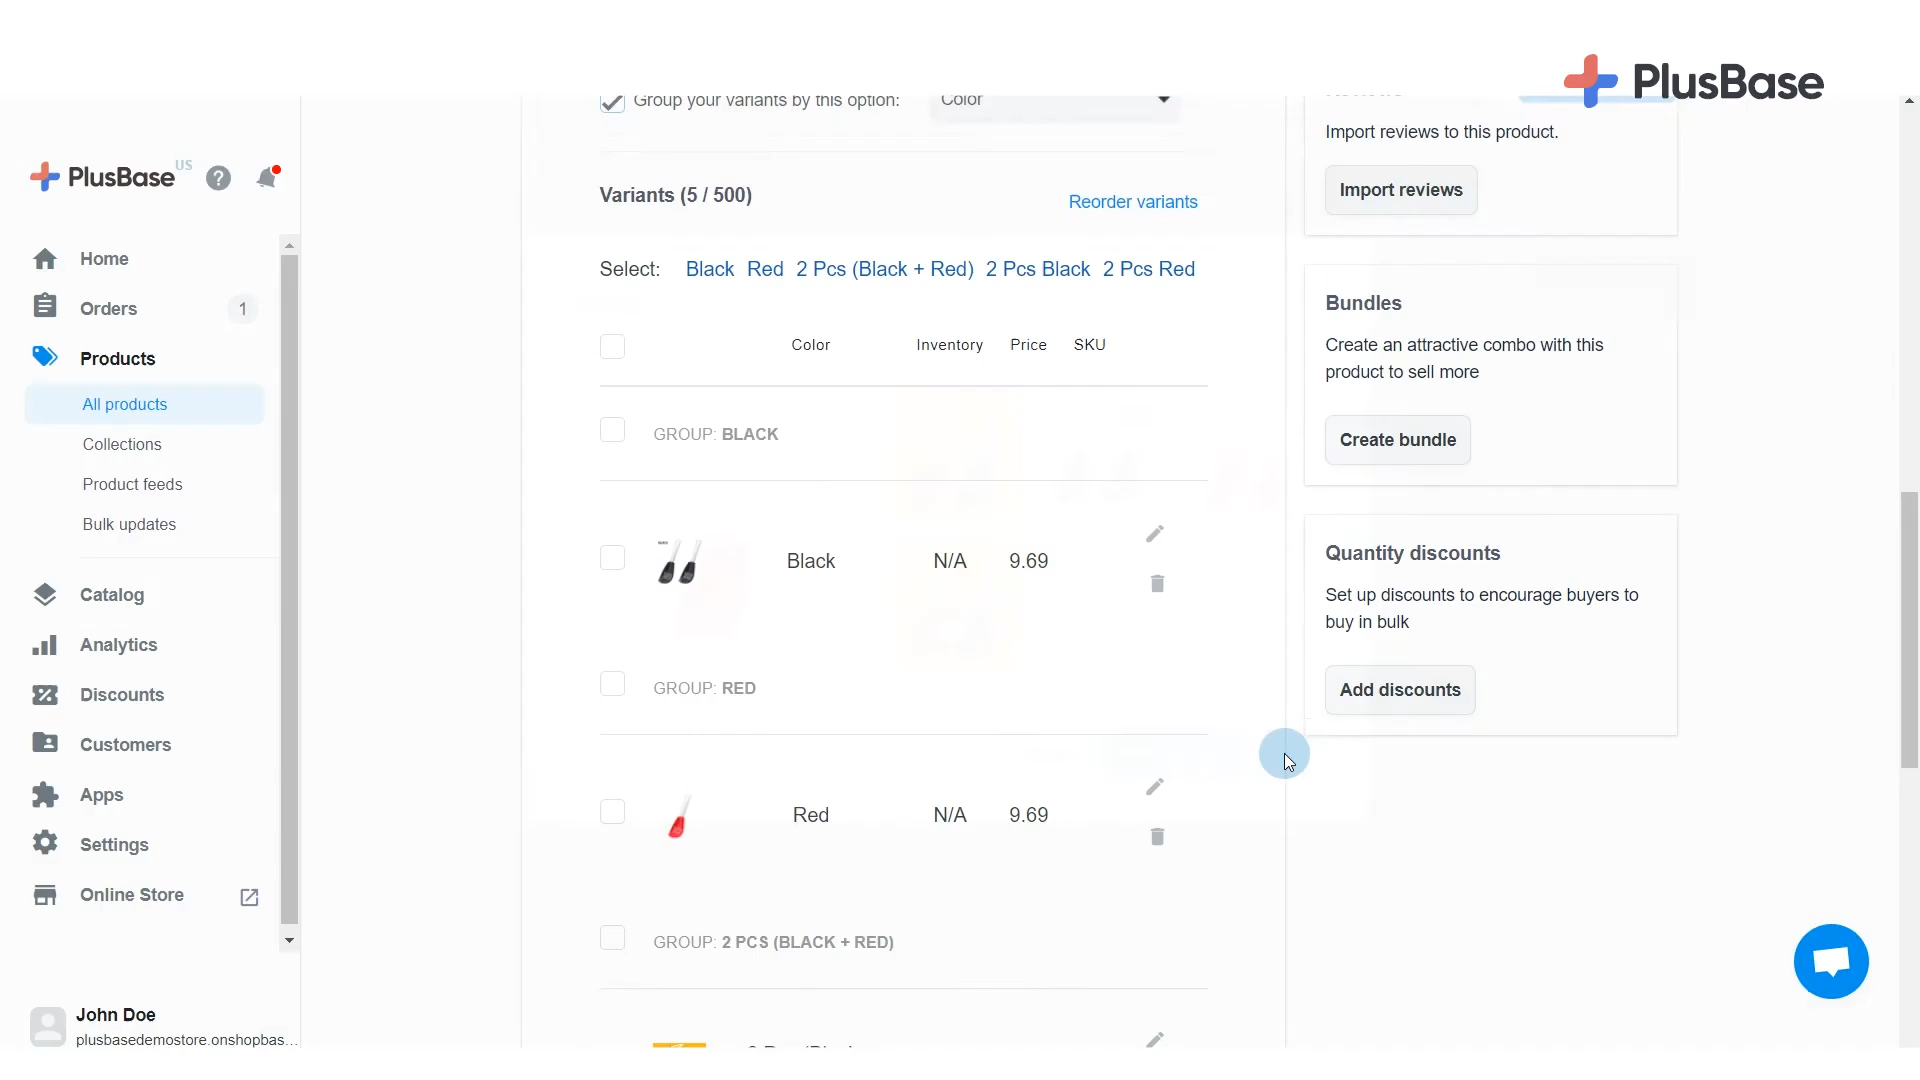 PlusBase
Group your variants by this option: Color
Import reviews to this product.
Import reviews
PlusBase US
Variants (5 / 500)
Reorder variants
Select: Black Red 2 Pcs (Black + Red) 2 Pcs Black 2 Pcs Red
Home
Orders 1
Products
All products
Collections
Product feeds
Bulk updates
Catalog
Analytics
Discounts
Customers
Apps
Settings
Online Store
John Doe
plusbasedemostore.onshopbas...
Color Inventory Price SKU
GROUP: BLACK
Black N/A 9.69
GROUP: RED
Red N/A 9.69
GROUP: 2 PCS (BLACK + RED)
Bundles
Create an attractive combo with this
product to sell more
Create bundle
Quantity discounts
Set up discounts to encourage buyers to
buy in bulk
Add discounts